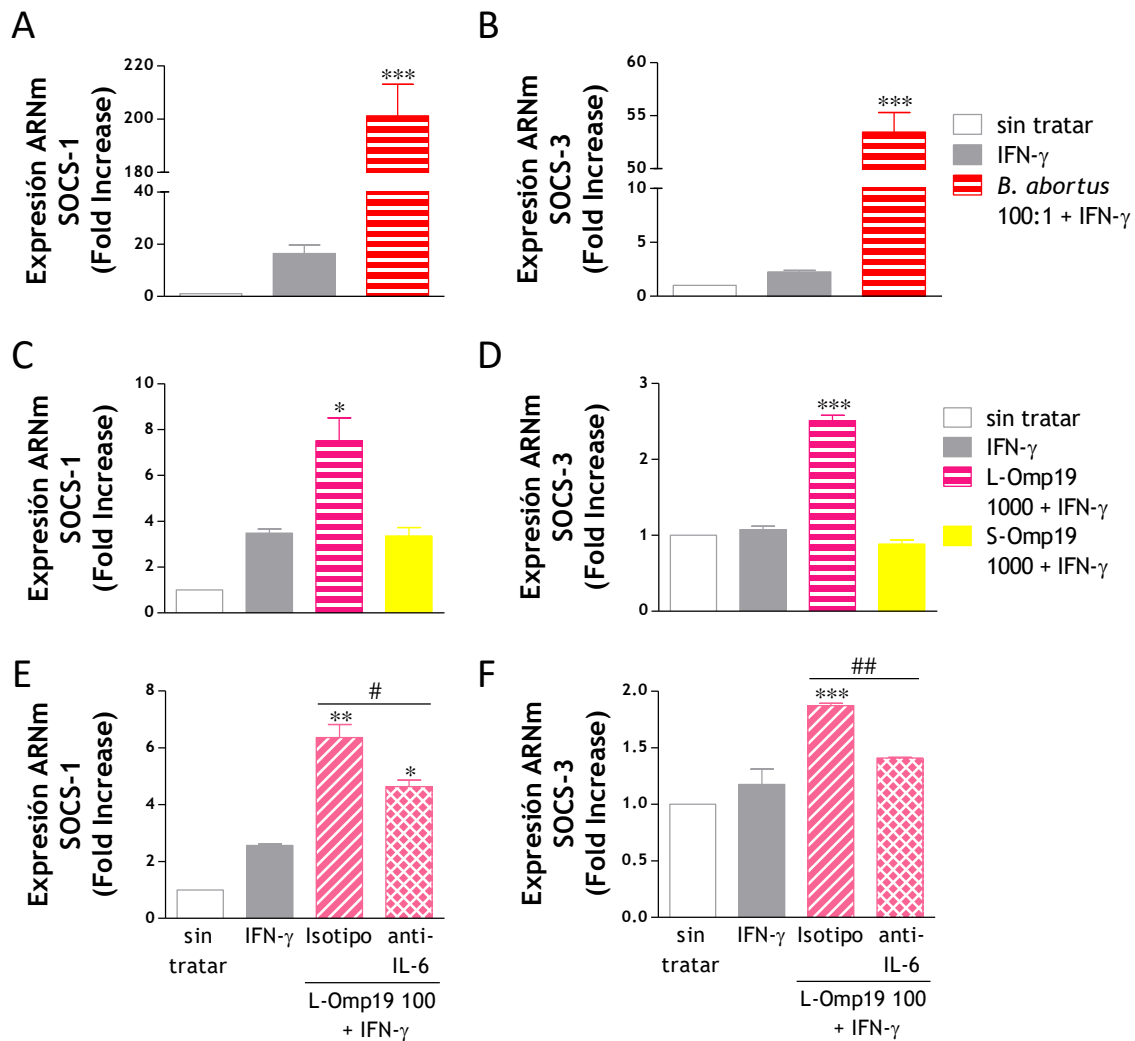 A
Expresión ARNm
SOCS-1
(Fold Increase)
220
200
180
40
20
0
***
B
Expresión ARNm
SOCS-3
(Fold Increase)
60
55
50
10
5
0
***
sin tratar
IFN-γ
B. abortus
100:1 + IFN-γ
C
Expresión ARNm
SOCS-1
(Fold Increase)
10
8
6
4
2
0
*
D
Expresión ARNm
SOCS-3
(Fold Increase)
3
2
1
0
***
sin tratar
IFN-γ
L-Omp19
1000 + IFN-γ
S-Omp19
1000 + IFN-γ
E
Expresión ARNm
SOCS-1
(Fold Increase)
8
6
4
2
0
#
**
*
sin
tratar
IFN-γ
Isotipo
anti-
IL-6
L-Omp19 100
+ IFN-γ
F
Expresión ARNm
SOCS-3
(Fold Increase)
2.0
1.5
1.0
0.5
0.0
##
***
sin
tratar
IFN-γ
Isotipo
anti-
IL-6
L-Omp19 100
+ IFN-γ